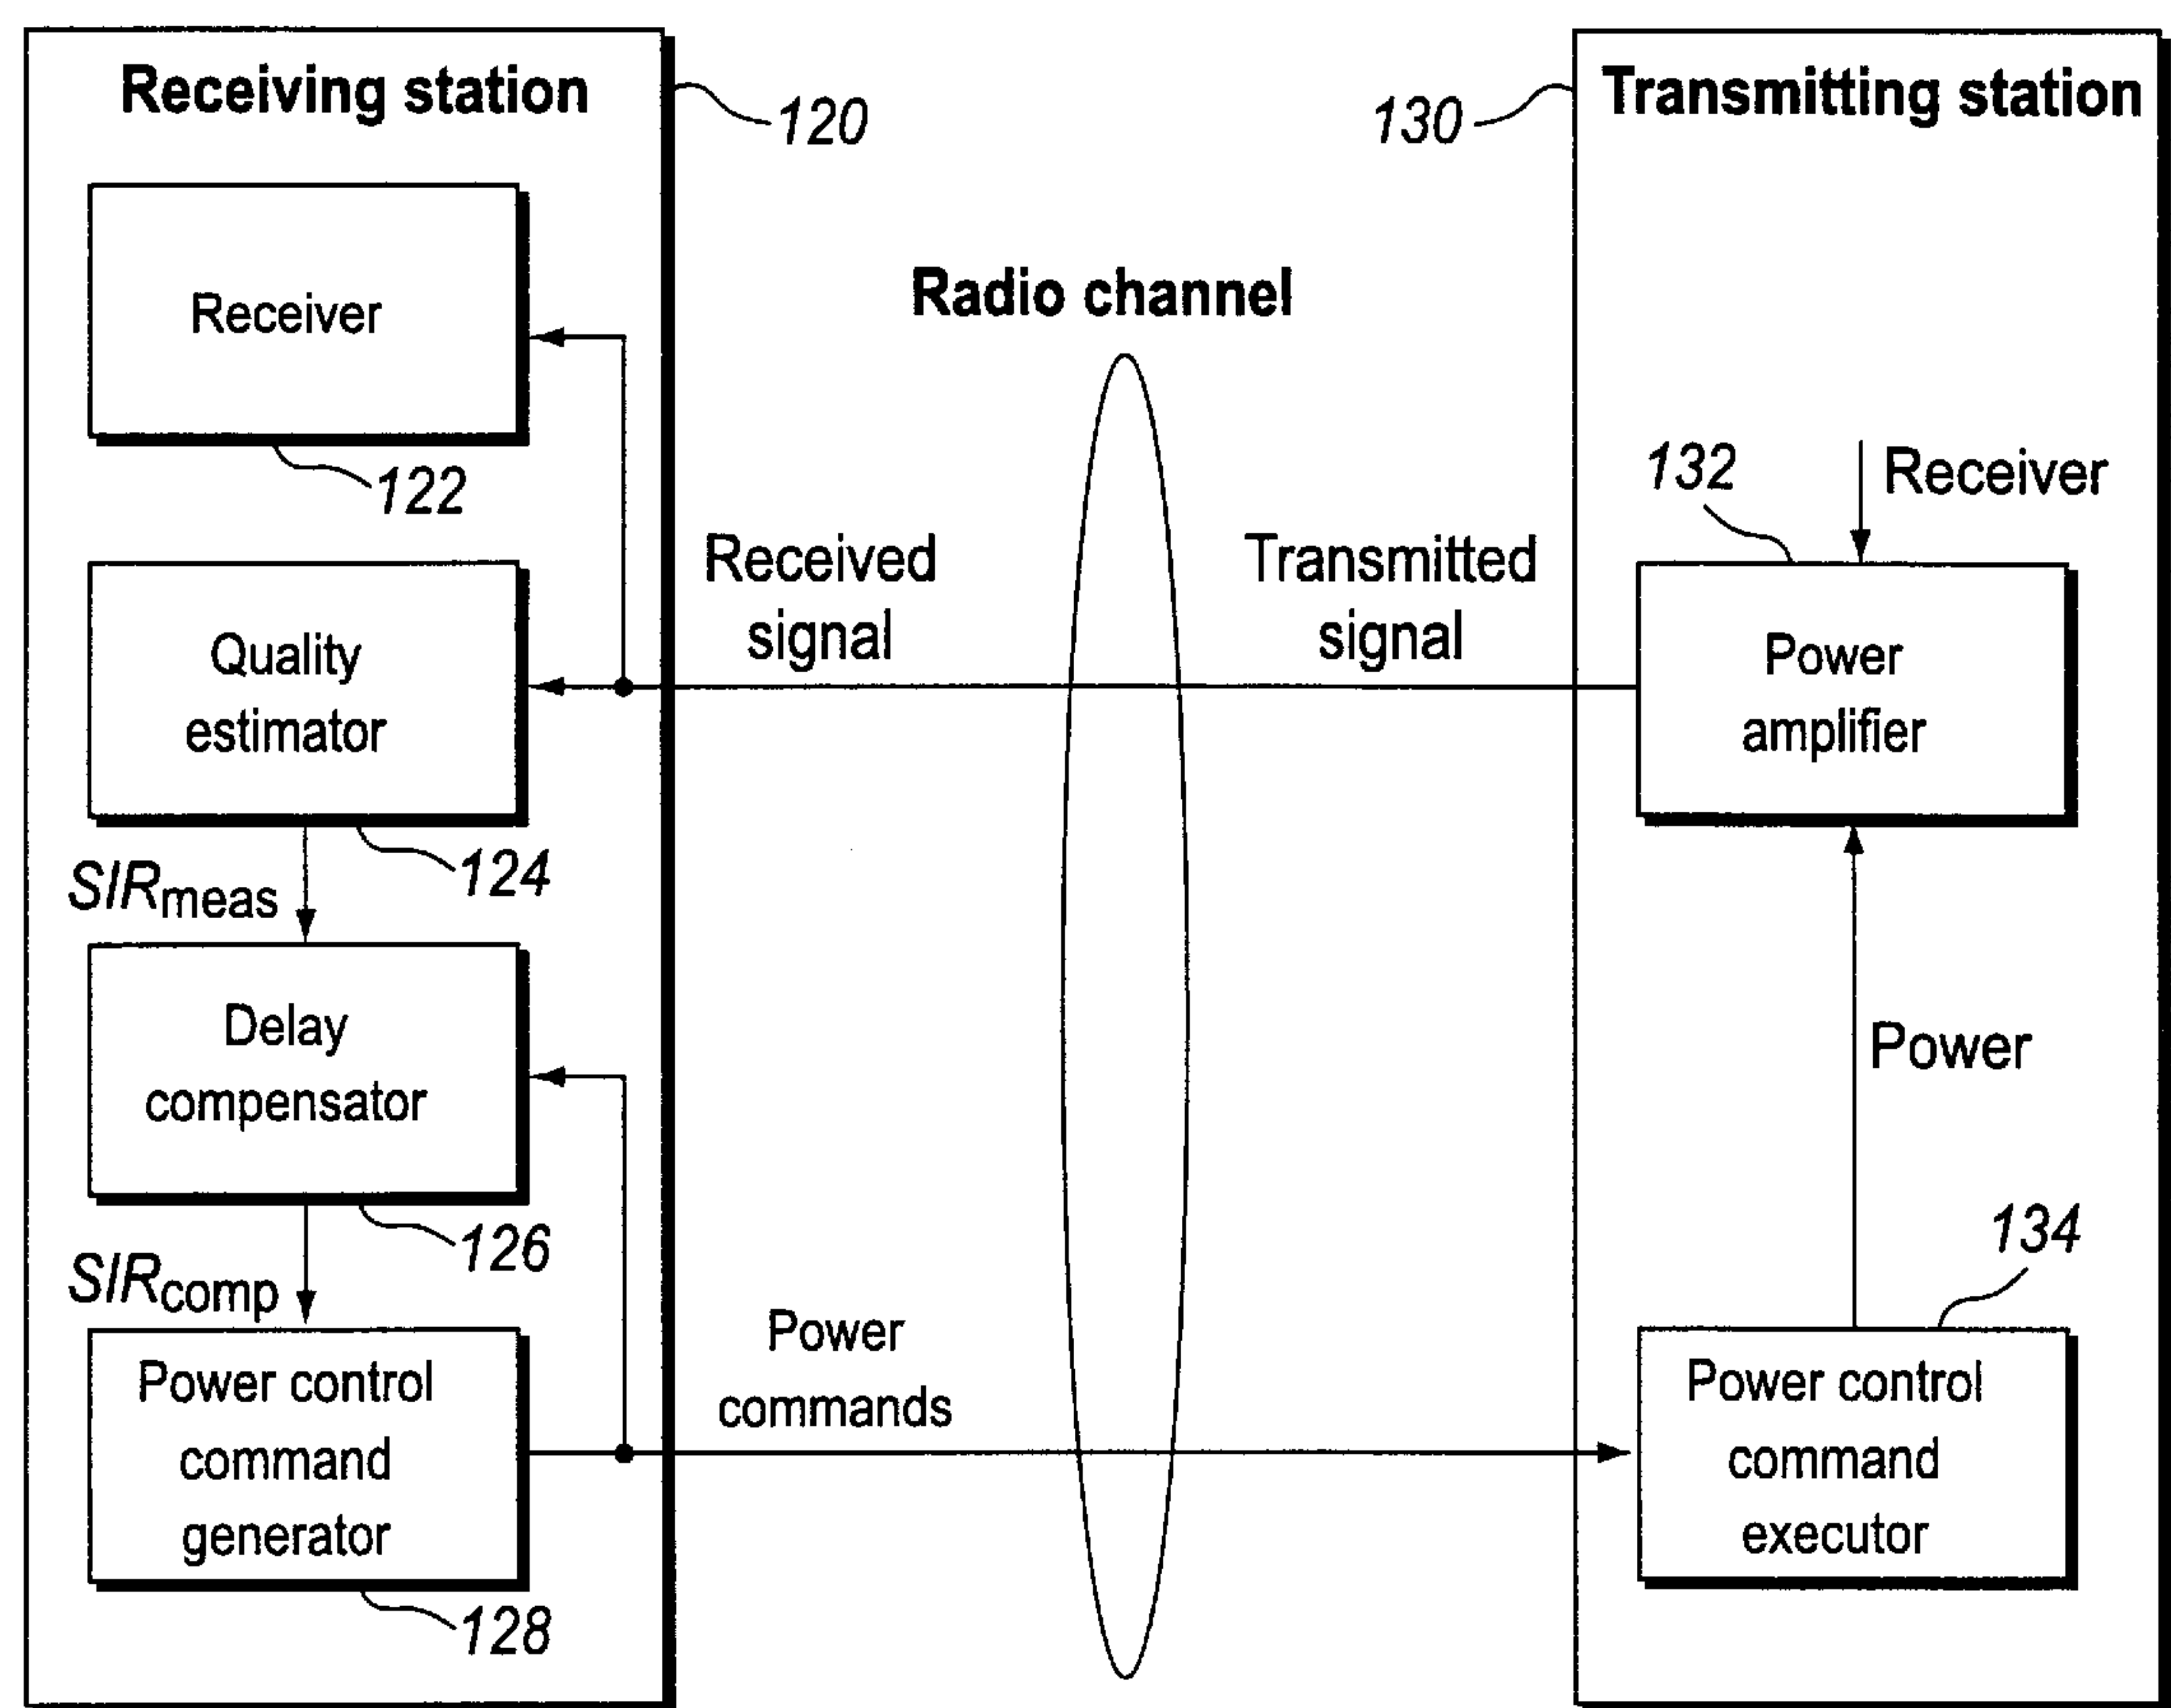 Receiving station
120
Receiver
122
Quality
estimator
124
SIRmeas
Delay
compensator
126
SIRcomp
Power control
command
generator
128
Radio channel
Received
signal
Transmitted
signal
Power
commands
130
Transmitting station
132
Receiver
Power
amplifier
Power
134
Power control
command
executor